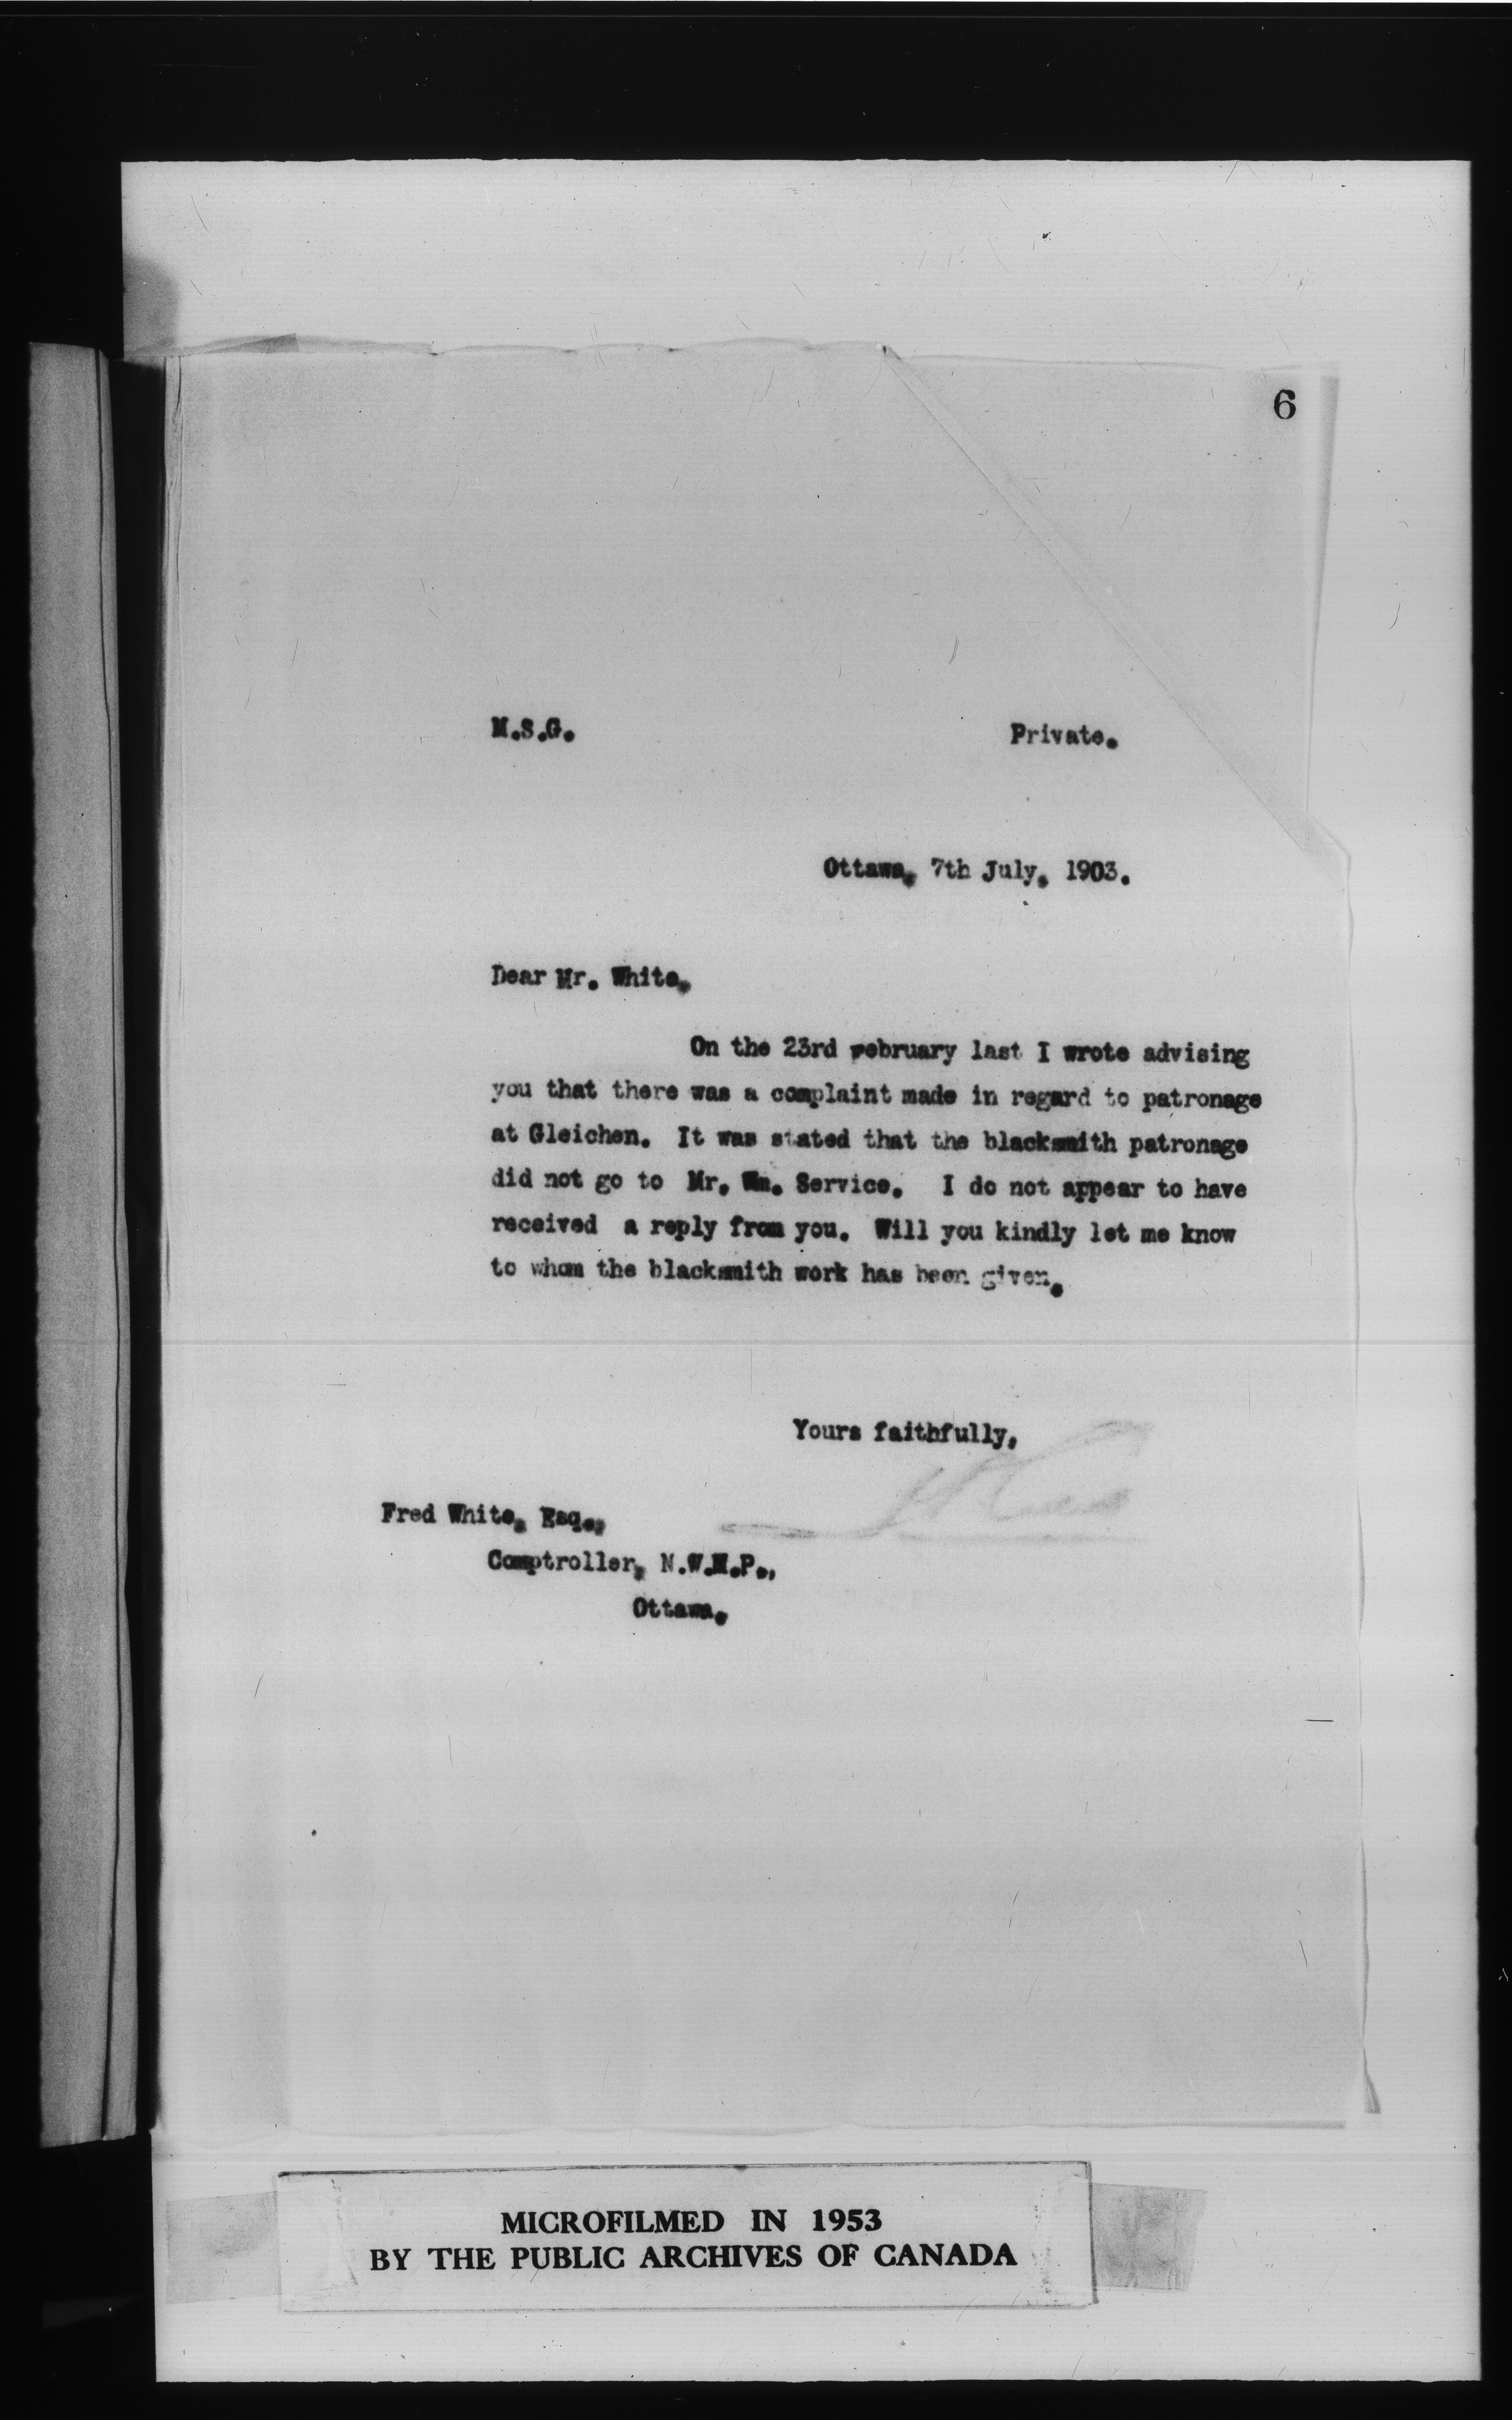 6
M.S.G. Private.
Ottawa, 7th July, 1903.
Dear Mr. White,
On the 23rd February last I wrote advising
you that there was a complaint made in regard to patronage
at Gleichen. It was stated that the blacksmith patronage
did not go to Mr. Wm. Service. I do not appear to have
received a reply from you. Will you kindly let me know
to whom the blacksmith work has been given.
Yours faithfully,
Fred White, Esq.,
Comptroller, N.W.M.P.,
Ottawa.
MICROFILMED IN 1953
BY THE PUBLIC ARCHIVES OF CANADA